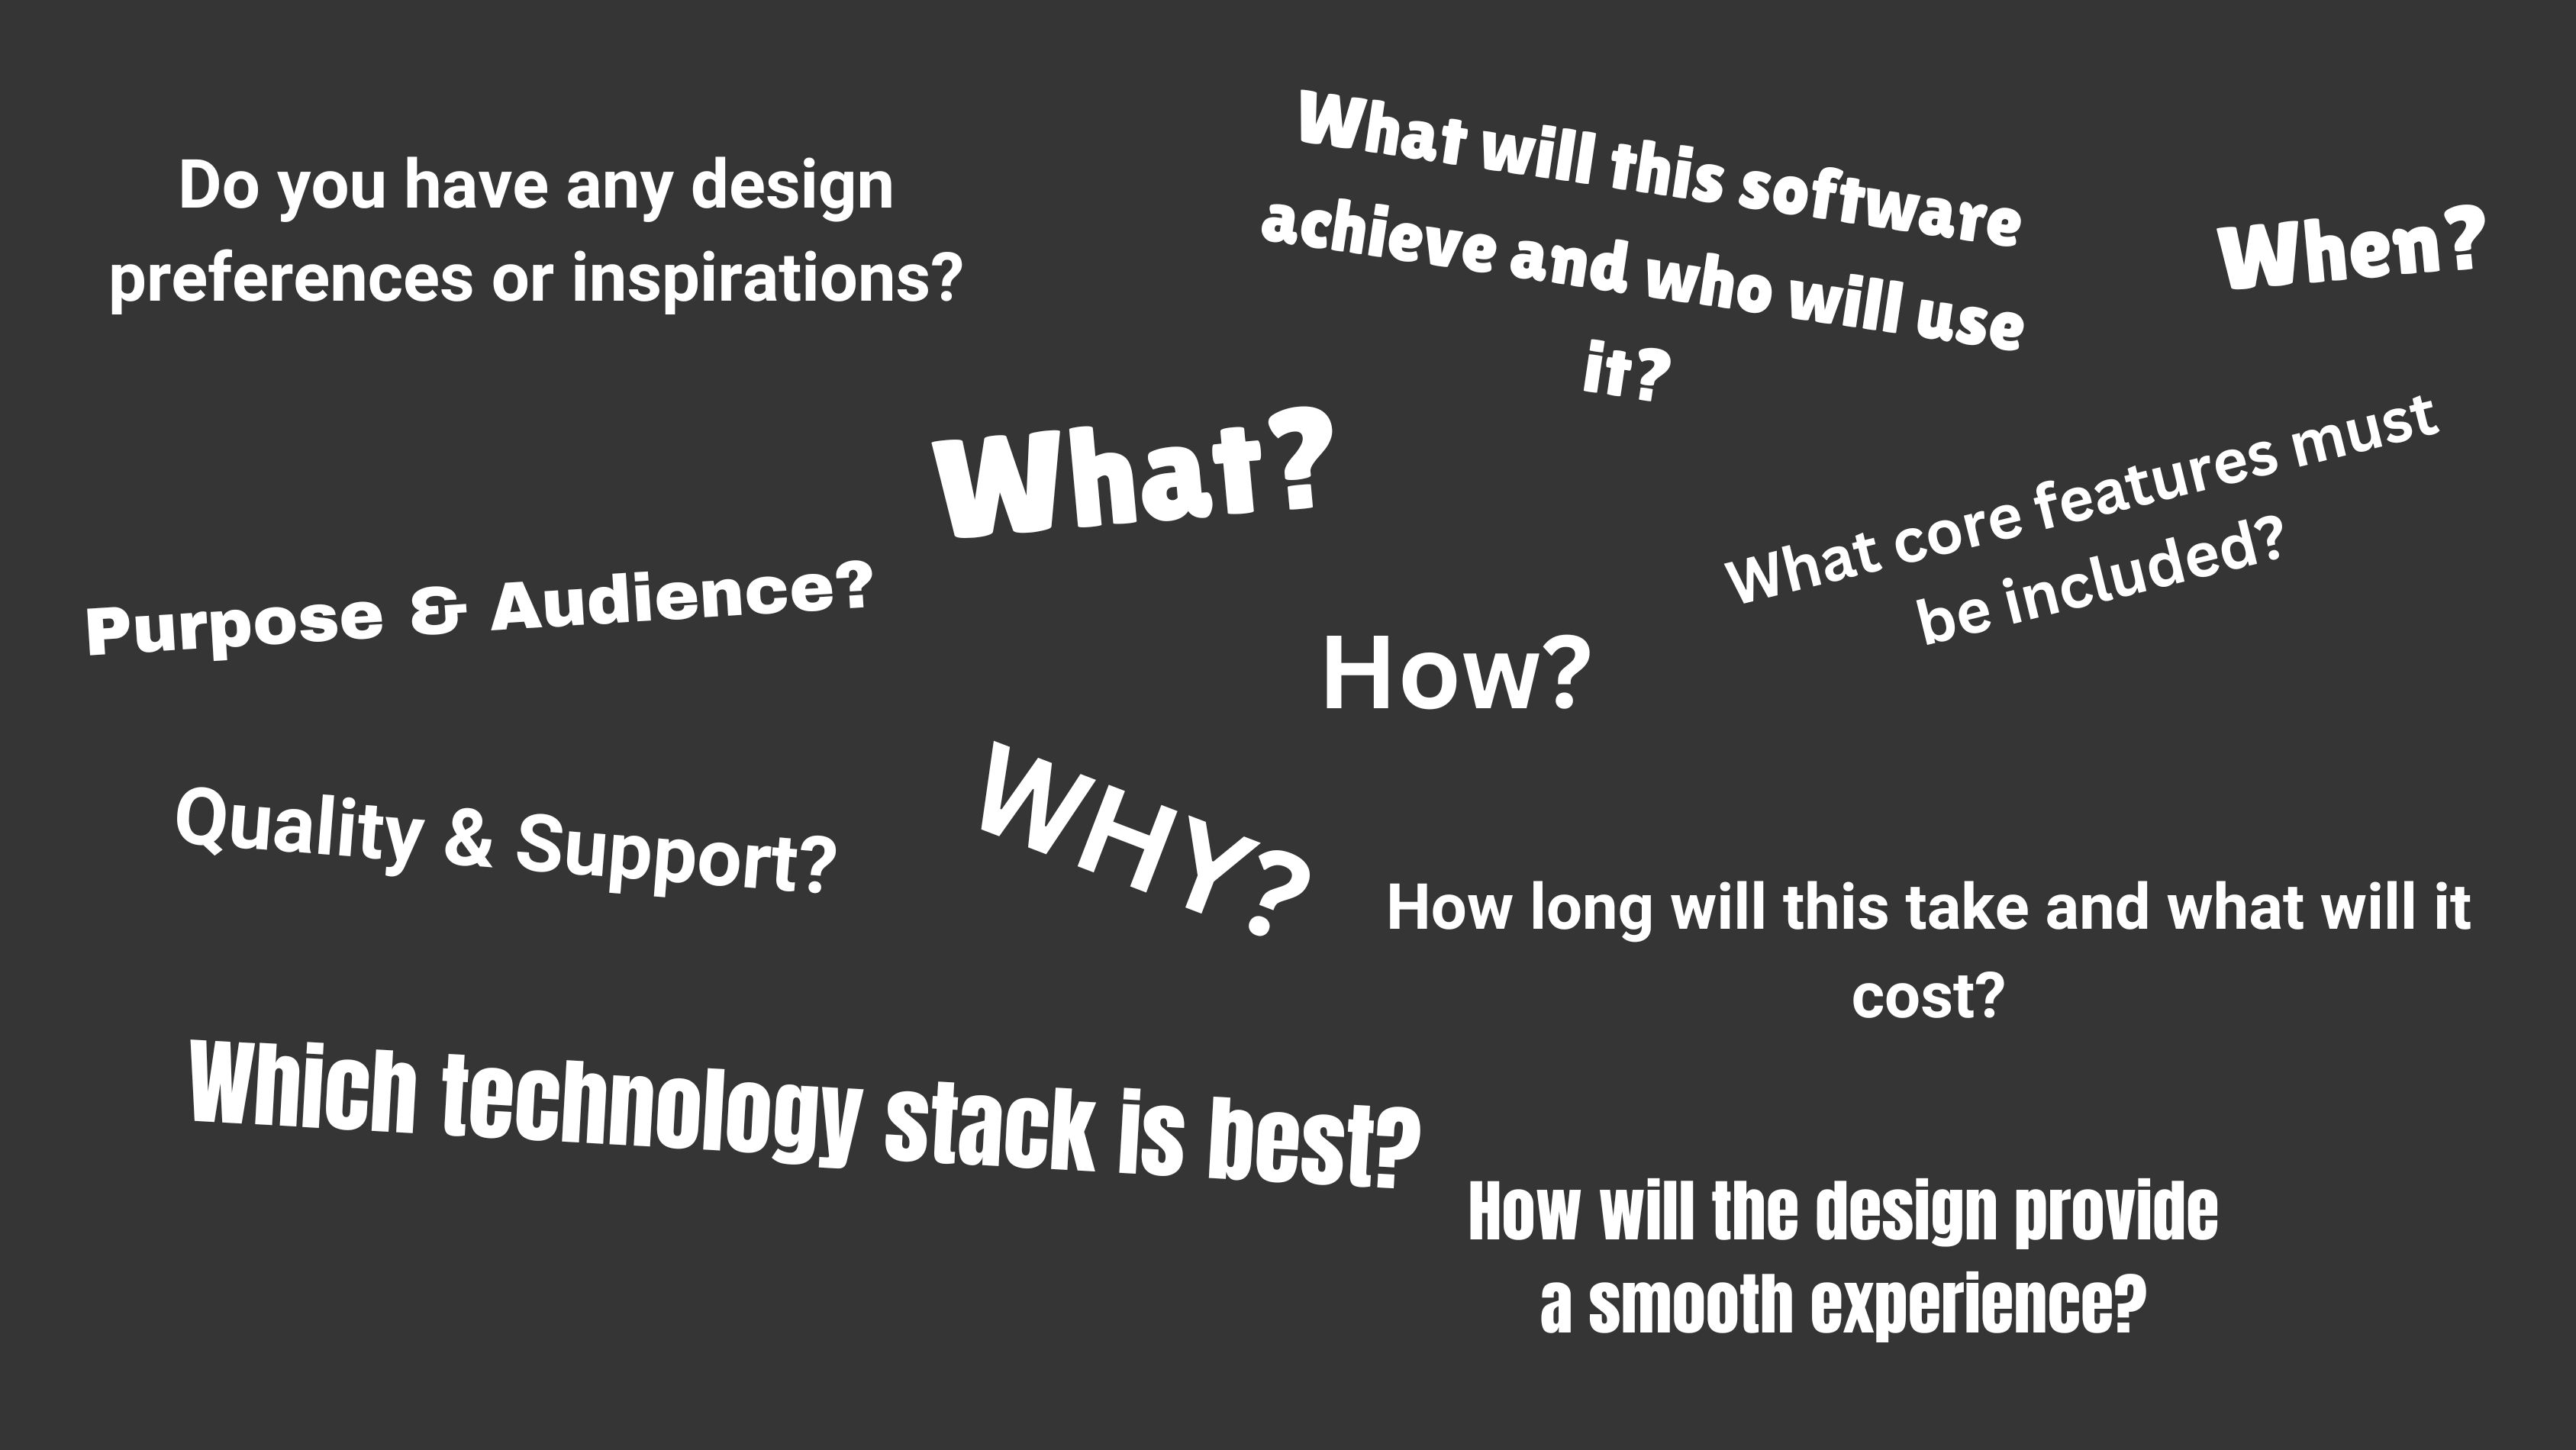 Do you have any design
preferences or inspirations?
What will this software
achieve and who will use
it?
When?
What?
What core features must
be included?
Purpose & Audience?
How?
Quality & Support?
WHY?
How long will this take and what will it
cost?
Which technology stack is best?
How will the design provide
a smooth experience?